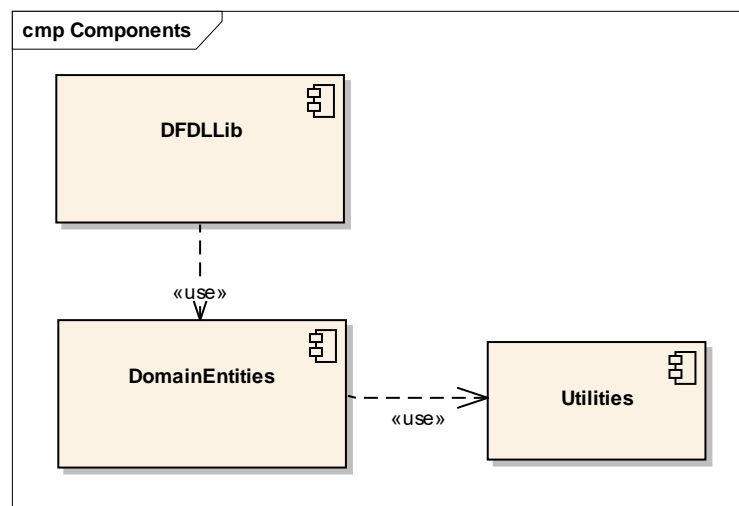 cmp Components
DFDLLib
«use»
DomainEntities
Utilities
«use»